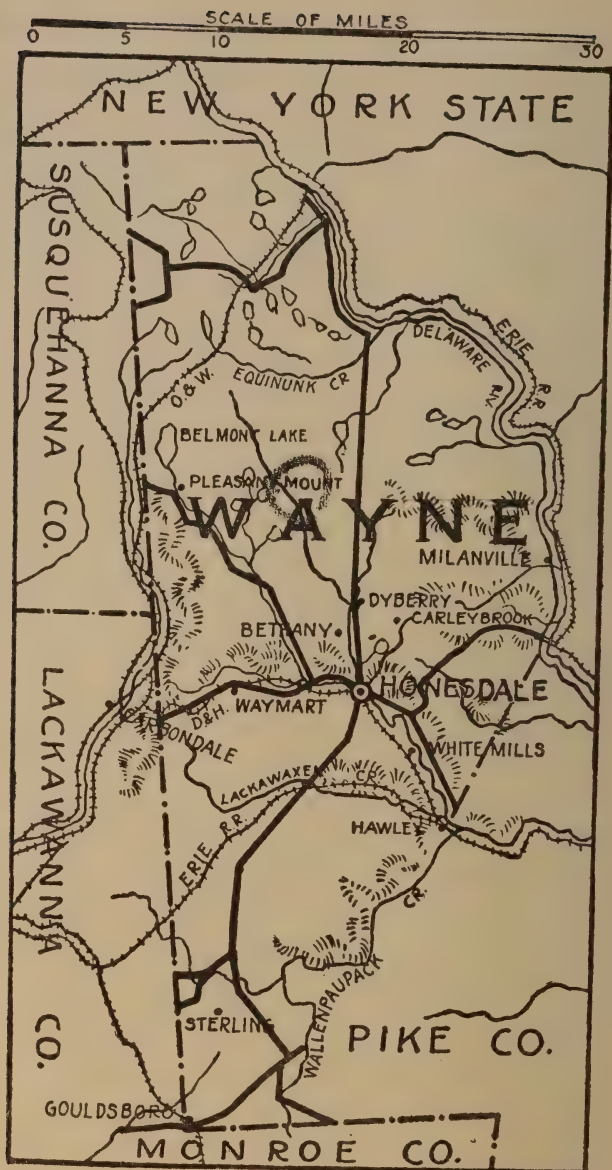 SCALE OF MILES
0 5 10 20 30
NEW YORK STATE
SUSQUEHANNA CO.
ERIE R.R.
DELAWARE RIV.
O.&W.
EQUINUNK CR.
BELMONT LAKE
PLEASANT MOUNT
WAYNE
MILANVILLE
DYBERRY
CARLEYBROOK
BETHANY
HONESDALE
LACKAWANNA CO.
WAYMART
D.&H.
CARBONDALE
WHITE MILLS
LACKAWAXEN CR.
HAWLEY
ERIE R.R.
WALLENPAUPACK CR.
STERLING
PIKE CO.
GOULDSBORO
MONROE CO.